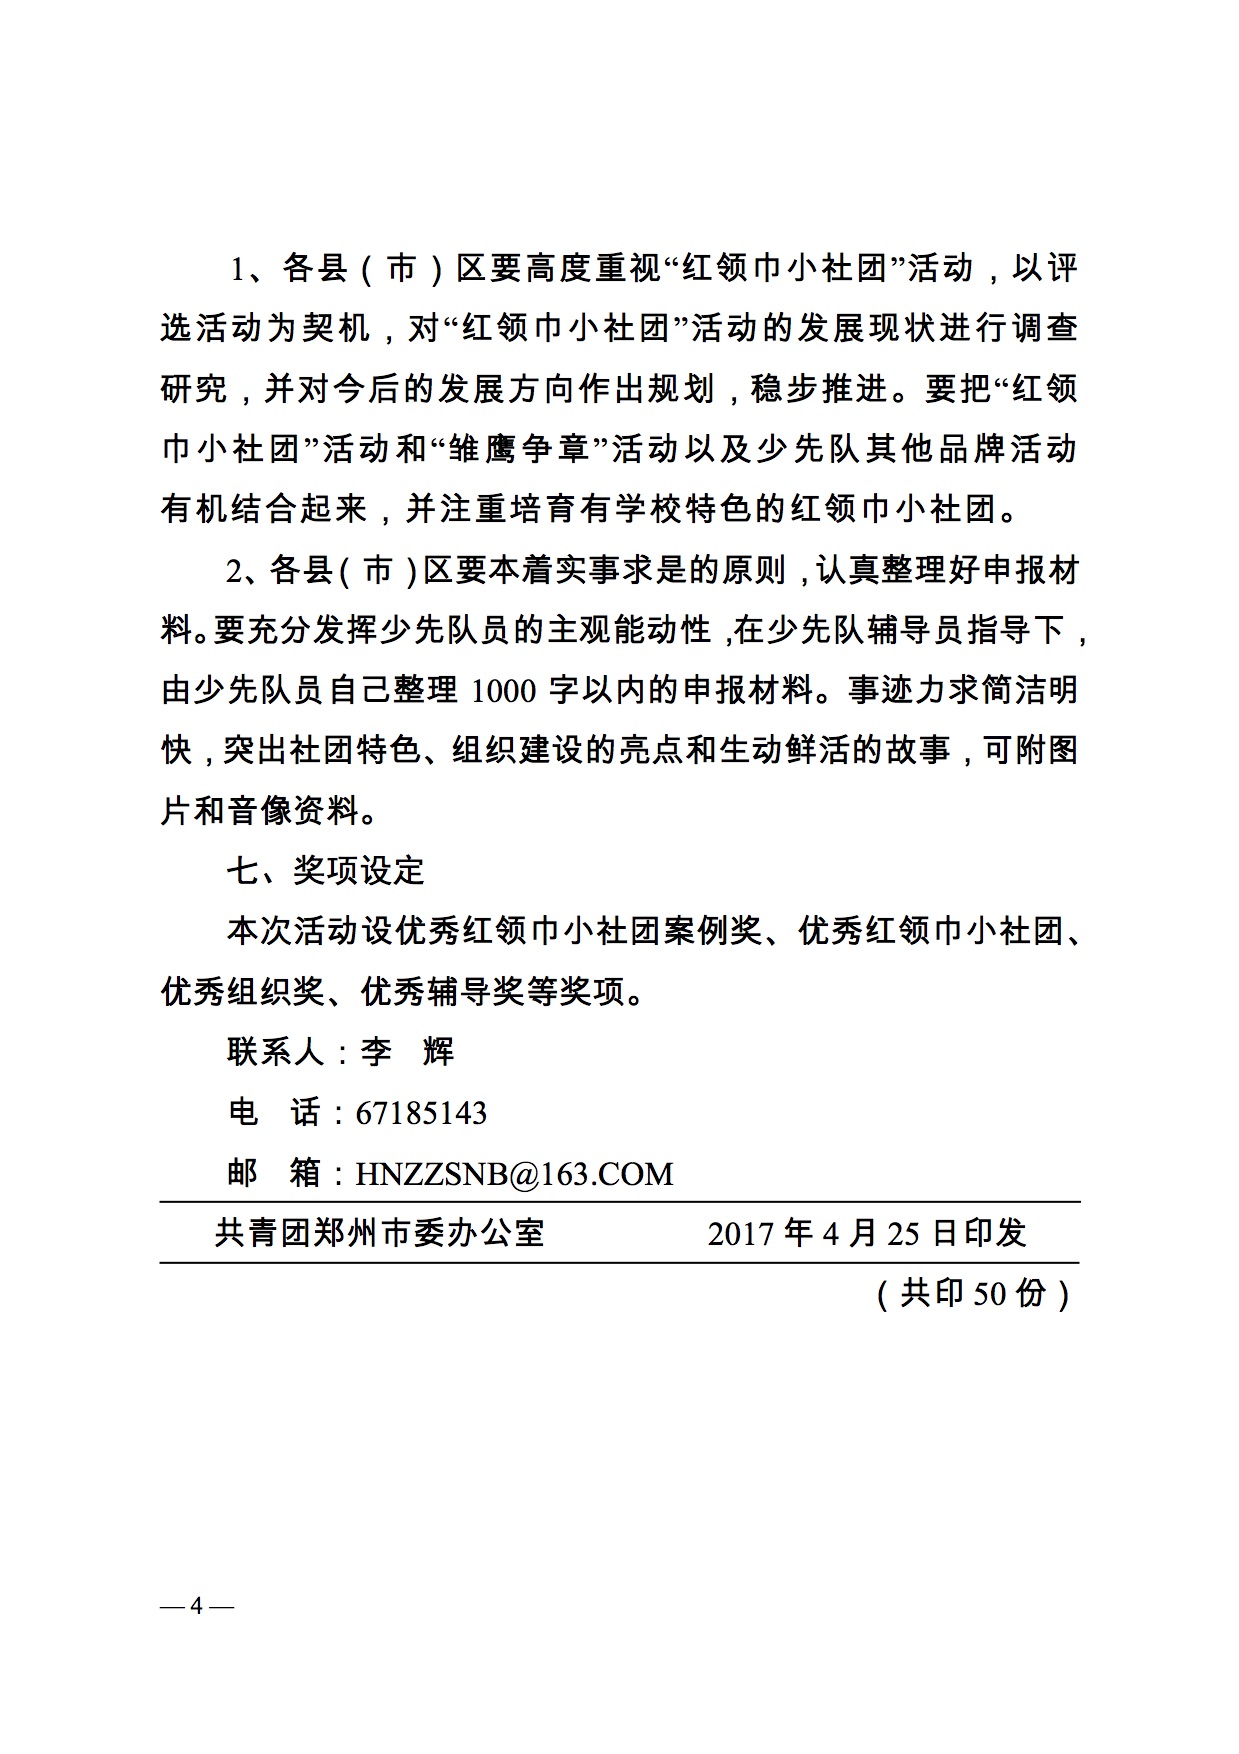 1、各县（市）区要高度重视“红领巾小社团”活动，以评
选活动为契机，对“红领巾小社团”活动的发展现状进行调查
研究，并对今后的发展方向作出规划，稳步推进。要把“红领
巾小社团”活动和“雏鹰争章”活动以及少先队其他品牌活动
有机结合起来，并注重培育有学校特色的红领巾小社团。
2、各县（市）区要本着实事求是的原则，认真整理好申报材
料。要充分发挥少先队员的主观能动性，在少先队辅导员指导下，
由少先队员自己整理 1000 字以内的申报材料。事迹力求简洁明
快，突出社团特色、组织建设的亮点和生动鲜活的故事，可附图
片和音像资料。
七、奖项设定
本次活动设优秀红领巾小社团案例奖、优秀红领巾小社团、
优秀组织奖、优秀辅导奖等奖项。
联系人：李　辉
电　话：67185143
邮　箱：HNZZSNB@163.COM
共青团郑州市委办公室　　　　2017 年 4 月 25 日印发
（共印 50 份）
— 4 —